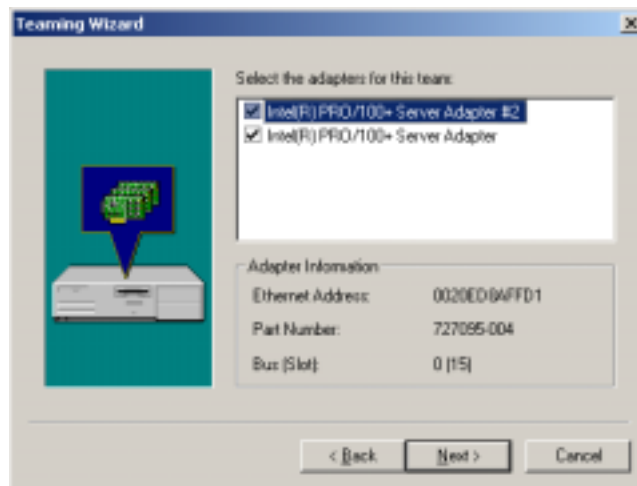 Teaming Wizard
Select the adapters for this team:
Intel(R) PRO/100+ Server Adapter #2
Intel(R) PRO/100+ Server Adapter
Adapter Information
Ethernet Address: 0020ED8AFFD1
Part Number: 727095-004
Bus (Slot): 0 (15)
< Back
Next >
Cancel